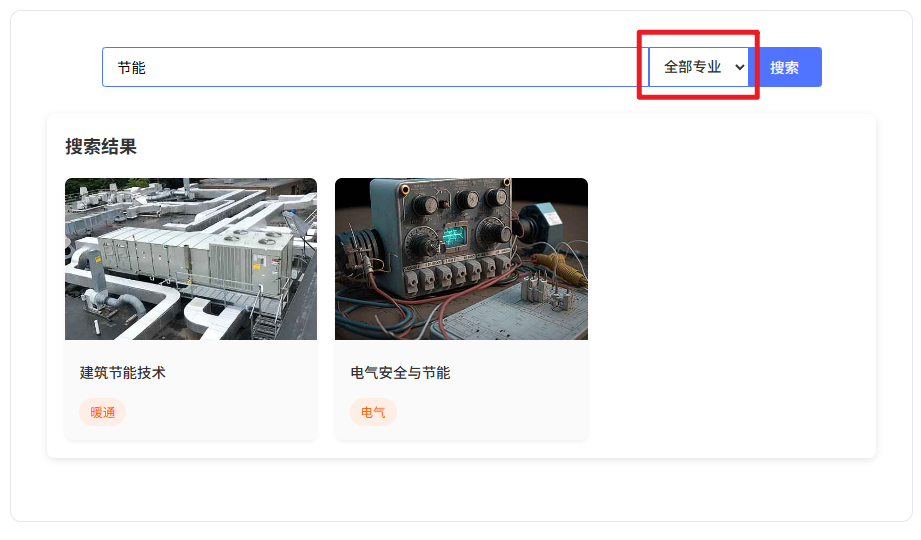 节能
全部专业
搜索
搜索结果
建筑节能技术
电气安全与节能
暖通
电气